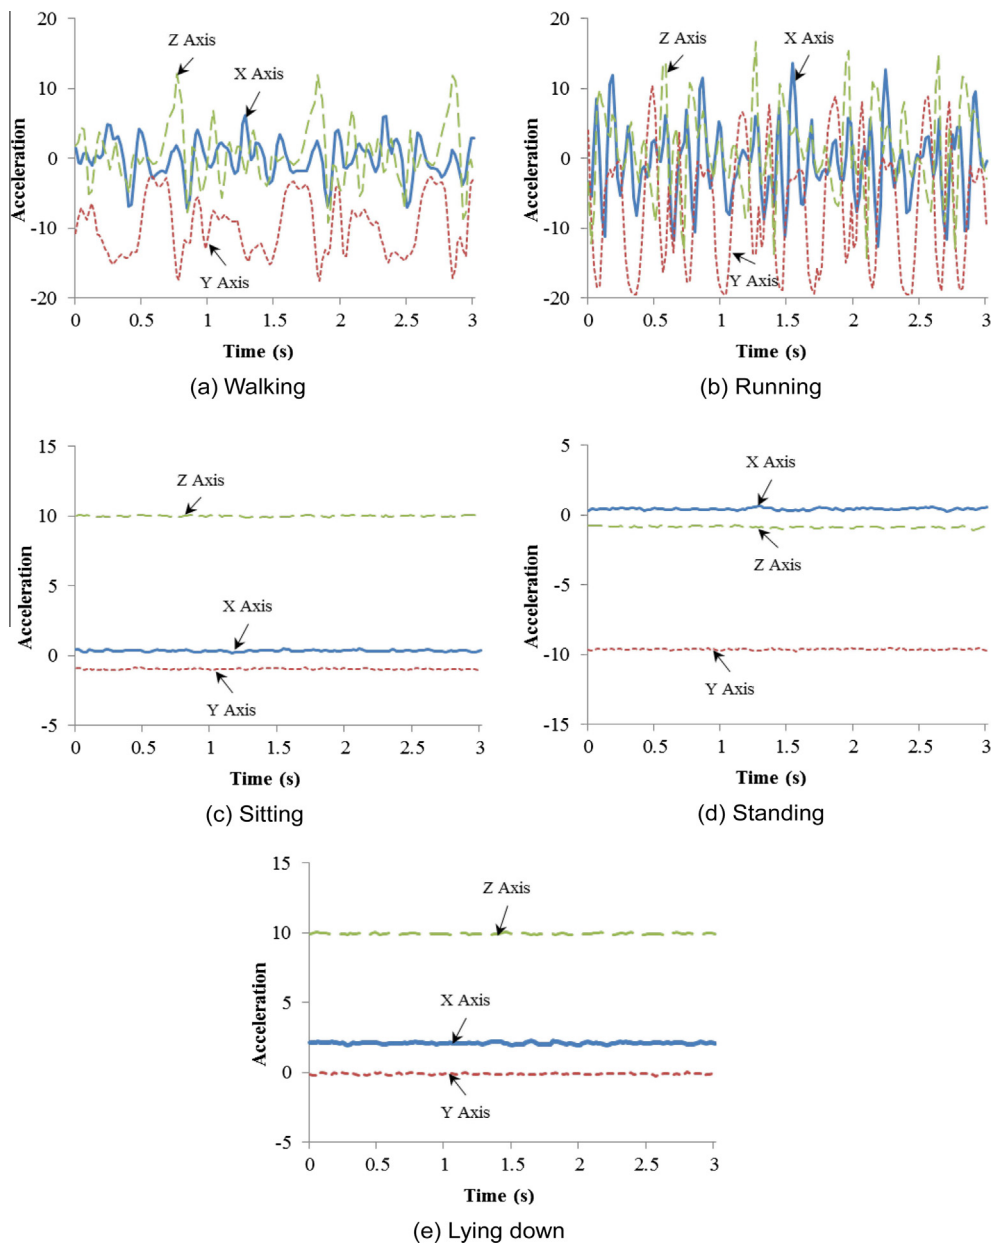 20
10
0
-10
-20
Acceleration
Z Axis
X Axis
Y Axis
0 0.5 1 1.5 2 2.5 3
Time (s)
(a) Walking
20
10
0
-10
-20
Acceleration
Z Axis
X Axis
Y Axis
0 0.5 1 1.5 2 2.5 3
Time (s)
(b) Running
15
10
5
0
-5
Acceleration
Z Axis
X Axis
Y Axis
0 0.5 1 1.5 2 2.5 3
Time (s)
(c) Sitting
5
0
-5
-10
-15
Acceleration
X Axis
Z Axis
Y Axis
0 0.5 1 1.5 2 2.5 3
Time (s)
(d) Standing
15
10
5
0
-5
Acceleration
Z Axis
X Axis
Y Axis
0 0.5 1 1.5 2 2.5 3
Time (s)
(e) Lying down